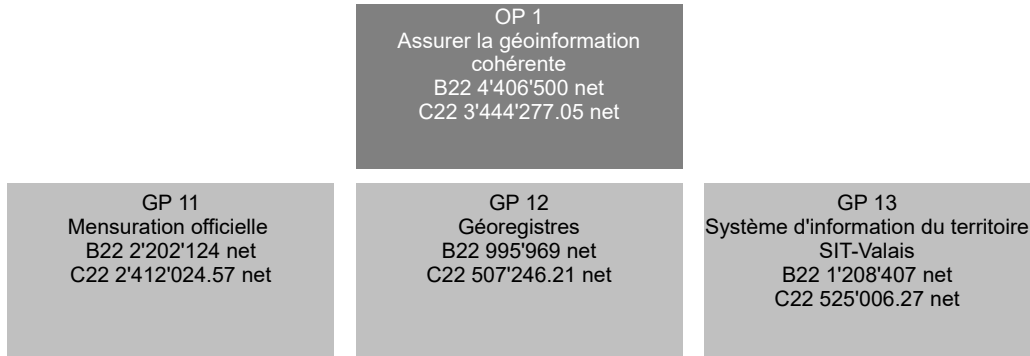 OP 1
Assurer la géoinformation
cohérente
B22 4'406'500 net
C22 3'444'277.05 net
GP 11
Mensuration officielle
B22 2'202'124 net
C22 2'412'024.57 net
GP 12
Géoregistres
B22 995'969 net
C22 507'246.21 net
GP 13
Système d'information du territoire
SIT-Valais
B22 1'208'407 net
C22 525'006.27 net